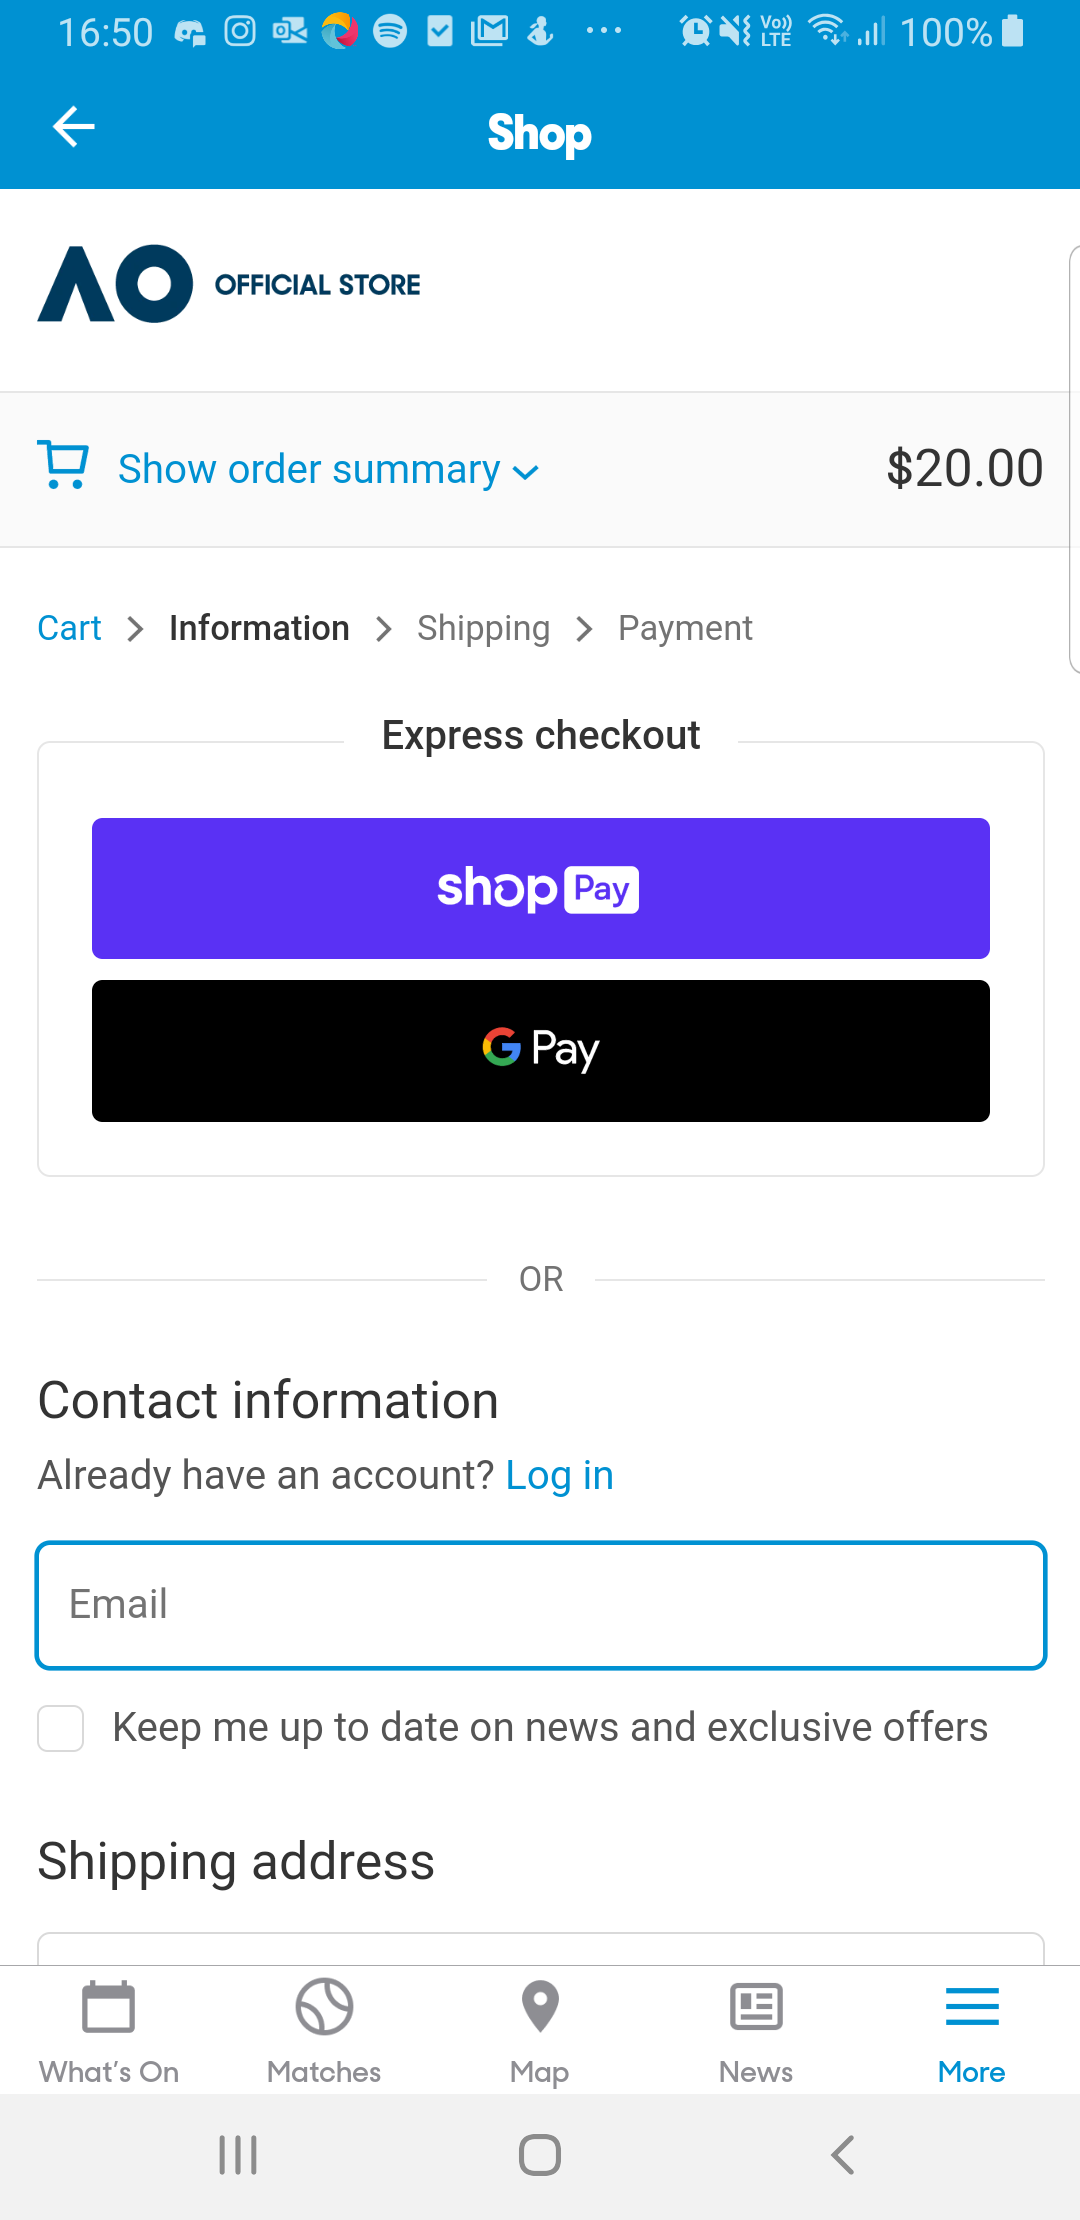 16:50 Vo)) LTE 100%
Shop
AO OFFICIAL STORE
Show order summary $20.00
Cart > Information > Shipping > Payment
Express checkout
shop Pay
G Pay
OR
Contact information
Already have an account? Log in
Email
Keep me up to date on news and exclusive offers
Shipping address
What's On Matches Map News More